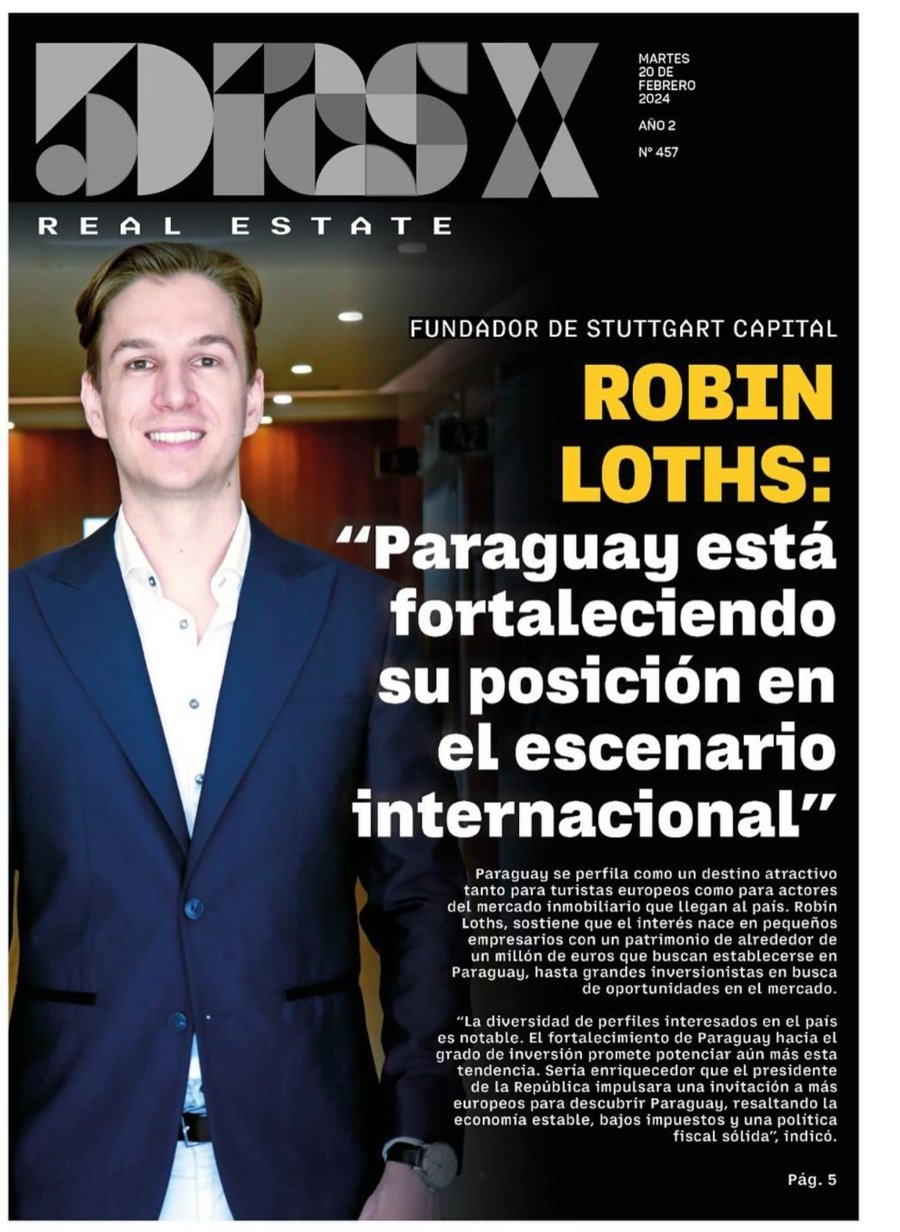 5Días X
MARTES
20 DE
FEBRERO
2024
AÑO 2
N° 457
REAL ESTATE
FUNDADOR DE STUTTGART CAPITAL
ROBIN
LOTHS:
“Paraguay está
fortaleciendo
su posición en
el escenario
internacional”
Paraguay se perfila como un destino atractivo
tanto para turistas europeos como para actores
del mercado inmobiliario que llegan al país. Robin
Loths, sostiene que el interés nace en pequeños
empresarios con un patrimonio de alrededor de
un millón de euros que buscan establecerse en
Paraguay, hasta grandes inversionistas en busca
de oportunidades en el mercado.
“La diversidad de perfiles interesados en el país
es notable. El fortalecimiento de Paraguay hacia el
grado de inversión promete potenciar aún más esta
tendencia. Sería enriquecedor que el presidente
de la República impulsara una invitación a más
europeos para descubrir Paraguay, resaltando la
economía estable, bajos impuestos y una política
fiscal sólida”, indicó.
Pág. 5
A2